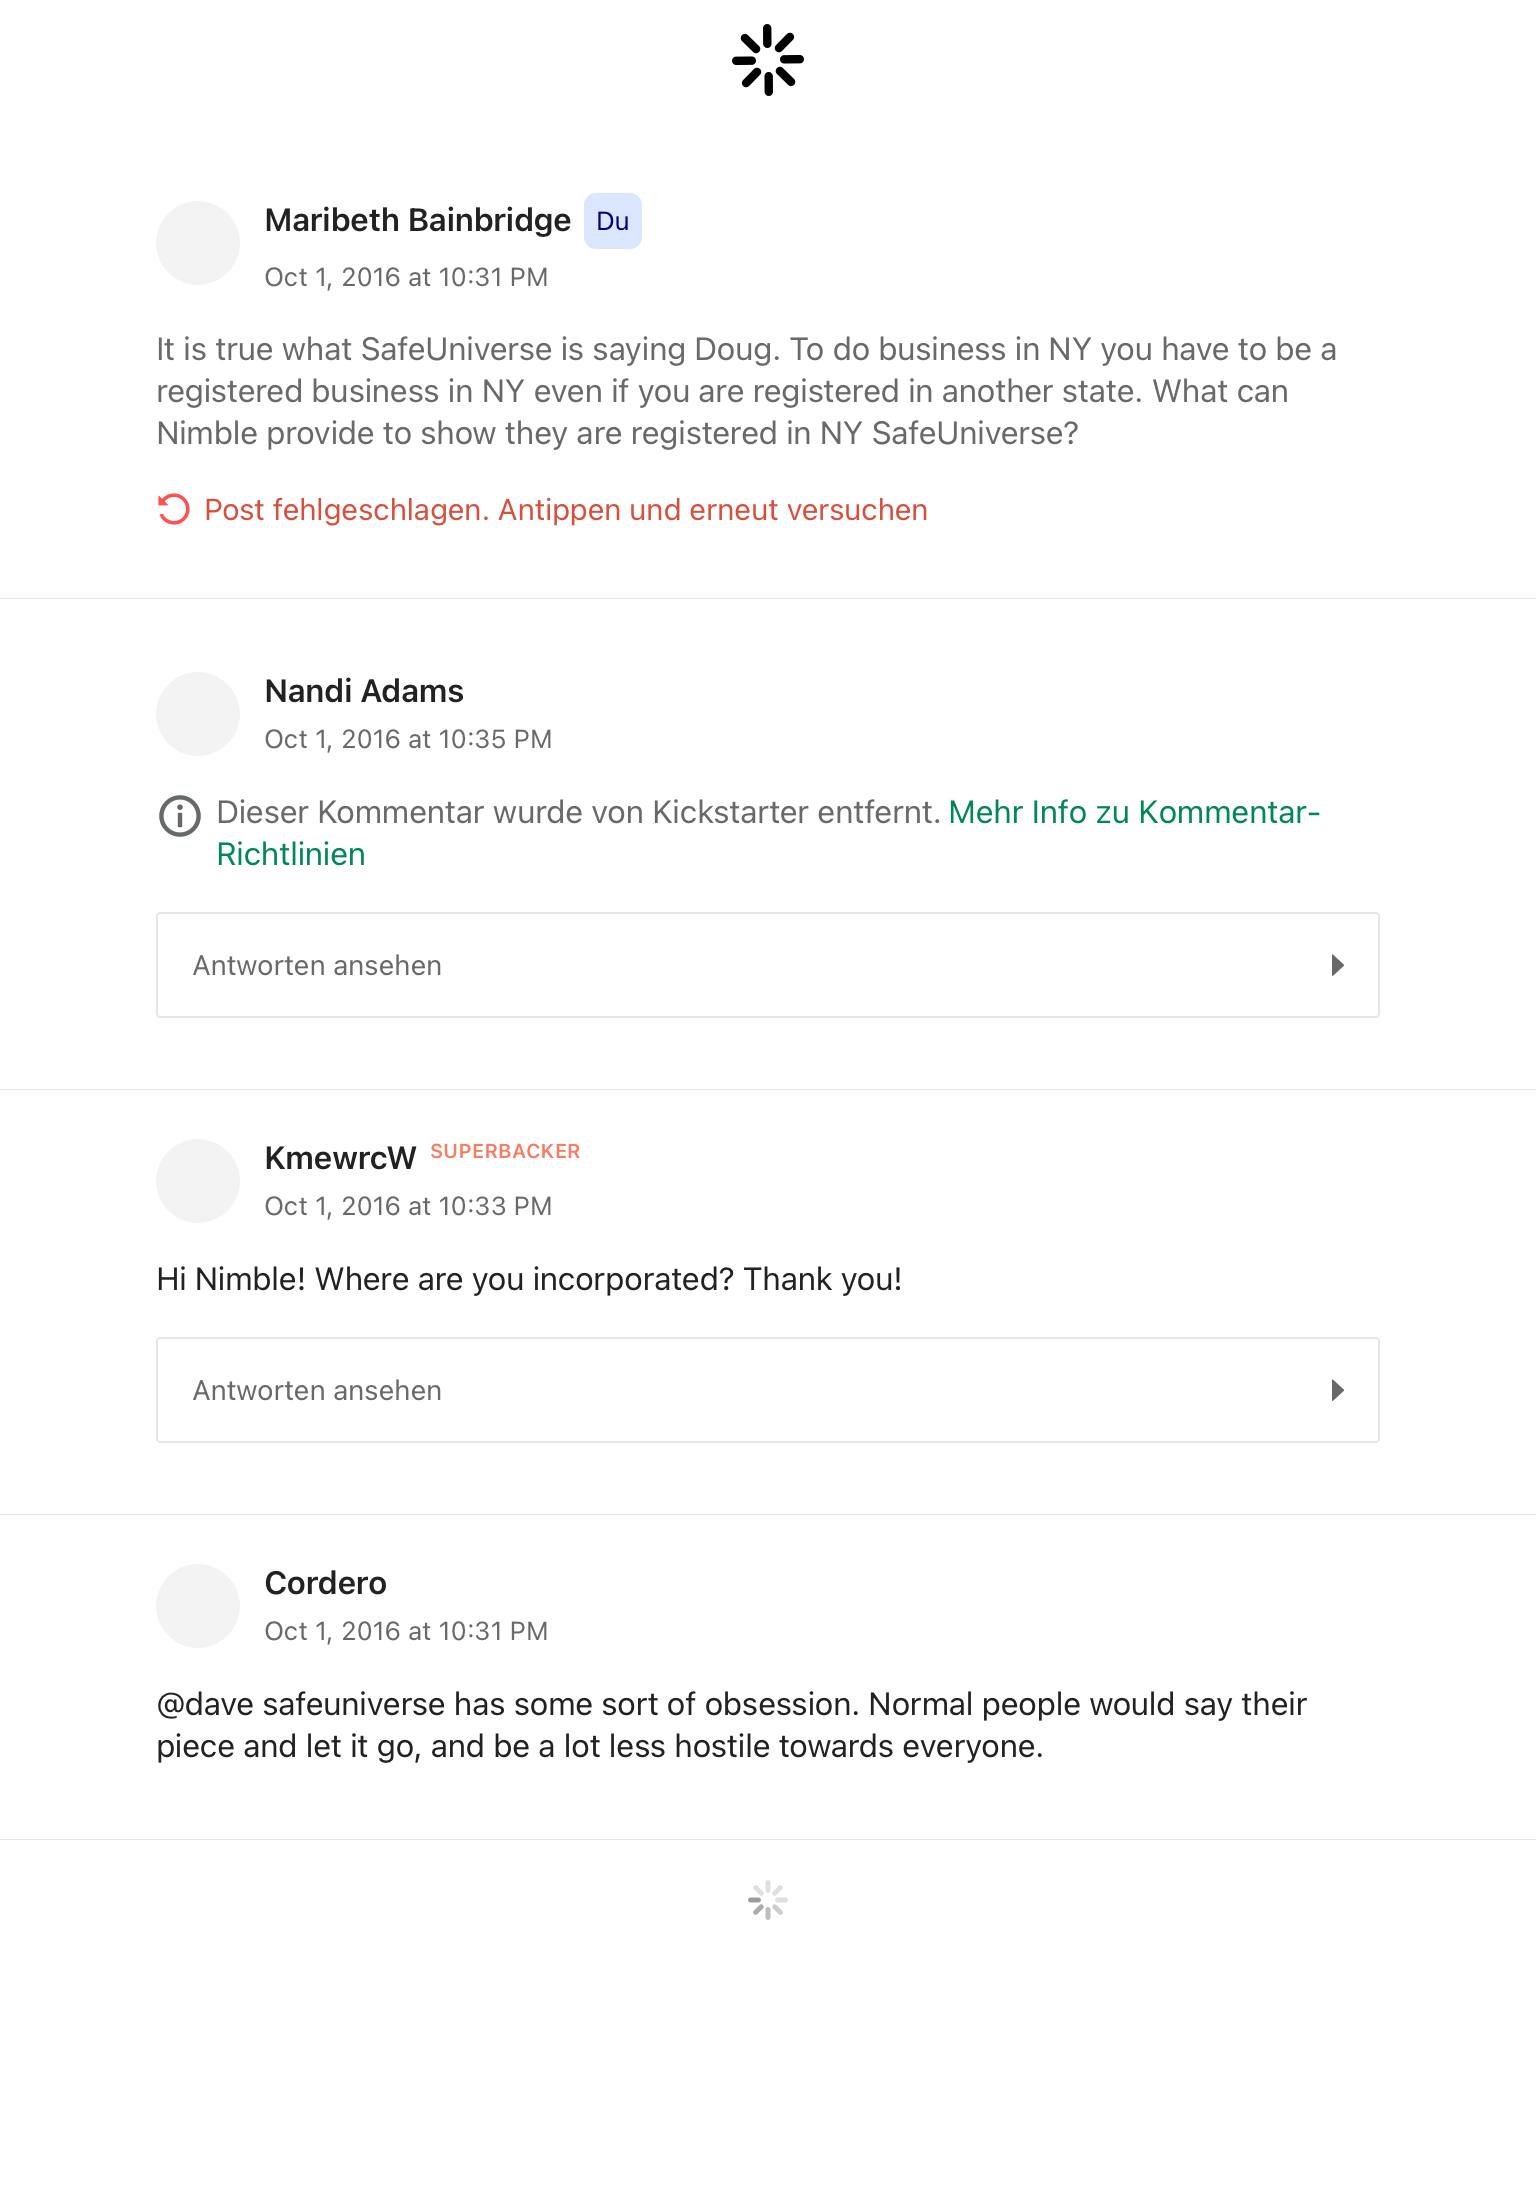 Maribeth Bainbridge Du
Oct 1, 2016 at 10:31 PM
It is true what SafeUniverse is saying Doug. To do business in NY you have to be a
registered business in NY even if you are registered in another state. What can
Nimble provide to show they are registered in NY SafeUniverse?
Post fehlgeschlagen. Antippen und erneut versuchen
Nandi Adams
Oct 1, 2016 at 10:35 PM
Dieser Kommentar wurde von Kickstarter entfernt. Mehr Info zu Kommentar-
Richtlinien
Antworten ansehen
KmewrcW SUPERBACKER
Oct 1, 2016 at 10:33 PM
Hi Nimble! Where are you incorporated? Thank you!
Antworten ansehen
Cordero
Oct 1, 2016 at 10:31 PM
@dave safeuniverse has some sort of obsession. Normal people would say their
piece and let it go, and be a lot less hostile towards everyone.